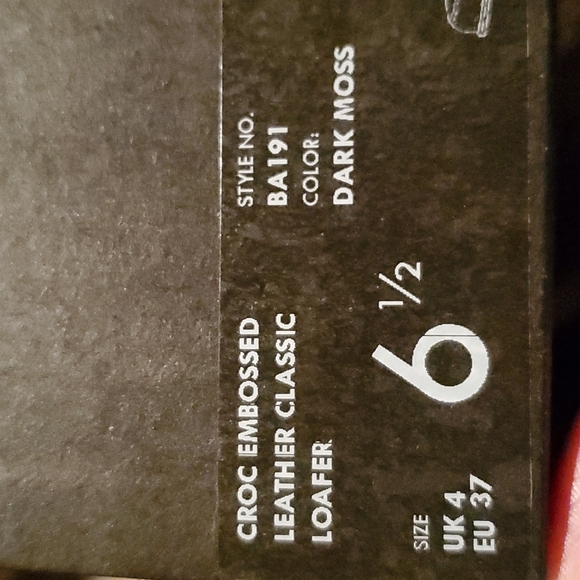 CROC EMBOSSED
LEATHER CLASSIC
LOAFER
STYLE NO.
BA191
COLOR:
DARK MOSS
SIZE
UK 4
EU 37
6 1/2